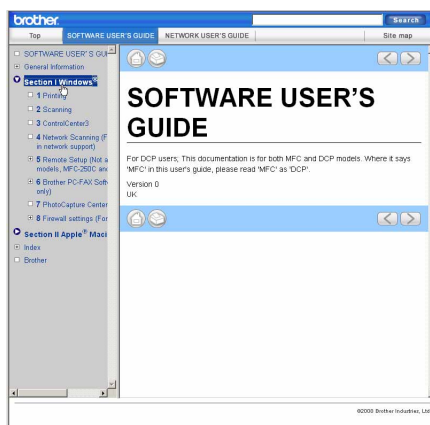 brother.
Search
Top
SOFTWARE USER'S GUIDE
NETWORK USER'S GUIDE
Site map
SOFTWARE USER' S GUI
General Information
Section I Windows®
1 Printing
2 Scanning
3 ControlCenter3
4 Network Scanning (F
in network support)
5 Remote Setup (Not a
models, MFC-250C and
6 Brother PC-FAX Softw
only)
7 PhotoCapture Center
8 Firewall settings (For
Section II Apple® Maci
Index
Brother
SOFTWARE USER'S
GUIDE
For DCP users; This documentation is for both MFC and DCP models. Where it says
'MFC' in this user's guide, please read 'MFC' as 'DCP'.
Version 0
UK
©2008 Brother Industries, Ltd